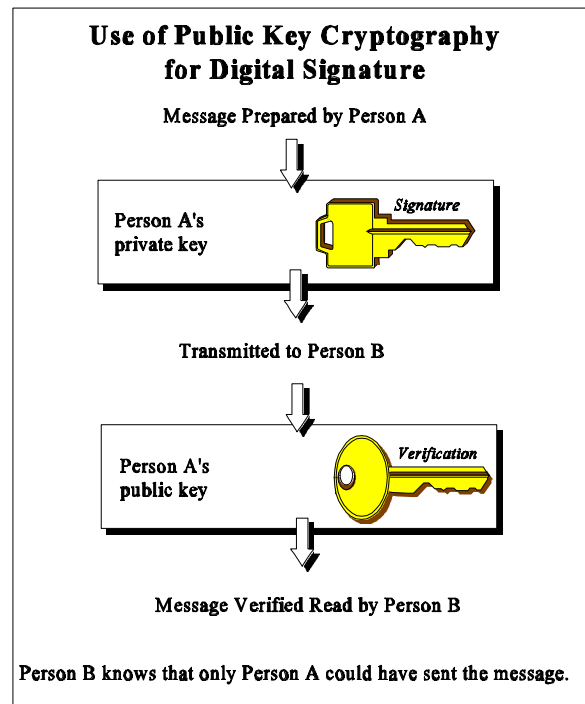 Use of Public Key Cryptography
for Digital Signature
Message Prepared by Person A
Person A's
private key
Signature
Transmitted to Person B
Person A's
public key
Verification
Message Verified Read by Person B
Person B knows that only Person A could have sent the message.